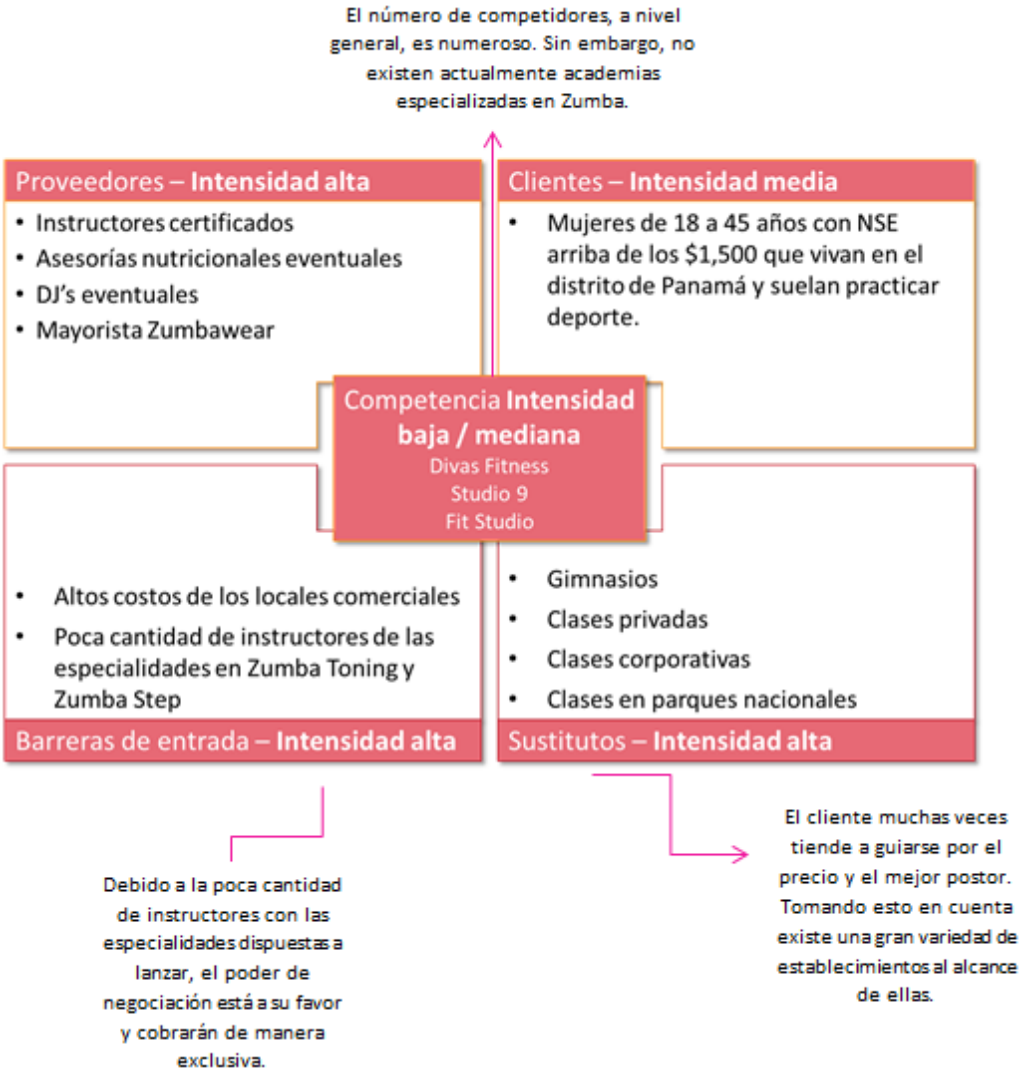 El número de competidores, a nivel
general, es numeroso. Sin embargo, no
existen actualmente academias
especializadas en Zumba.
Proveedores – Intensidad alta
• Instructores certificados
• Asesorías nutricionales eventuales
• DJ's eventuales
• Mayorista Zumbawear
Clientes – Intensidad media
• Mujeres de 18 a 45 años con NSE
arriba de los $1,500 que vivan en el
distrito de Panamá y suelan practicar
deporte.
Competencia Intensidad
baja / mediana
Divas Fitness
Studio 9
Fit Studio
• Altos costos de los locales comerciales
• Poca cantidad de instructores de las
especialidades en Zumba Toning y
Zumba Step
Barreras de entrada – Intensidad alta
• Gimnasios
• Clases privadas
• Clases corporativas
• Clases en parques nacionales
Sustitutos – Intensidad alta
Debido a la poca cantidad
de instructores con las
especialidades dispuestas a
lanzar, el poder de
negociación está a su favor
y cobrarán de manera
exclusiva.
El cliente muchas veces
tiende a guiarse por el
precio y el mejor postor.
Tomando esto en cuenta
existe una gran variedad de
establecimientos al alcance
de ellas.